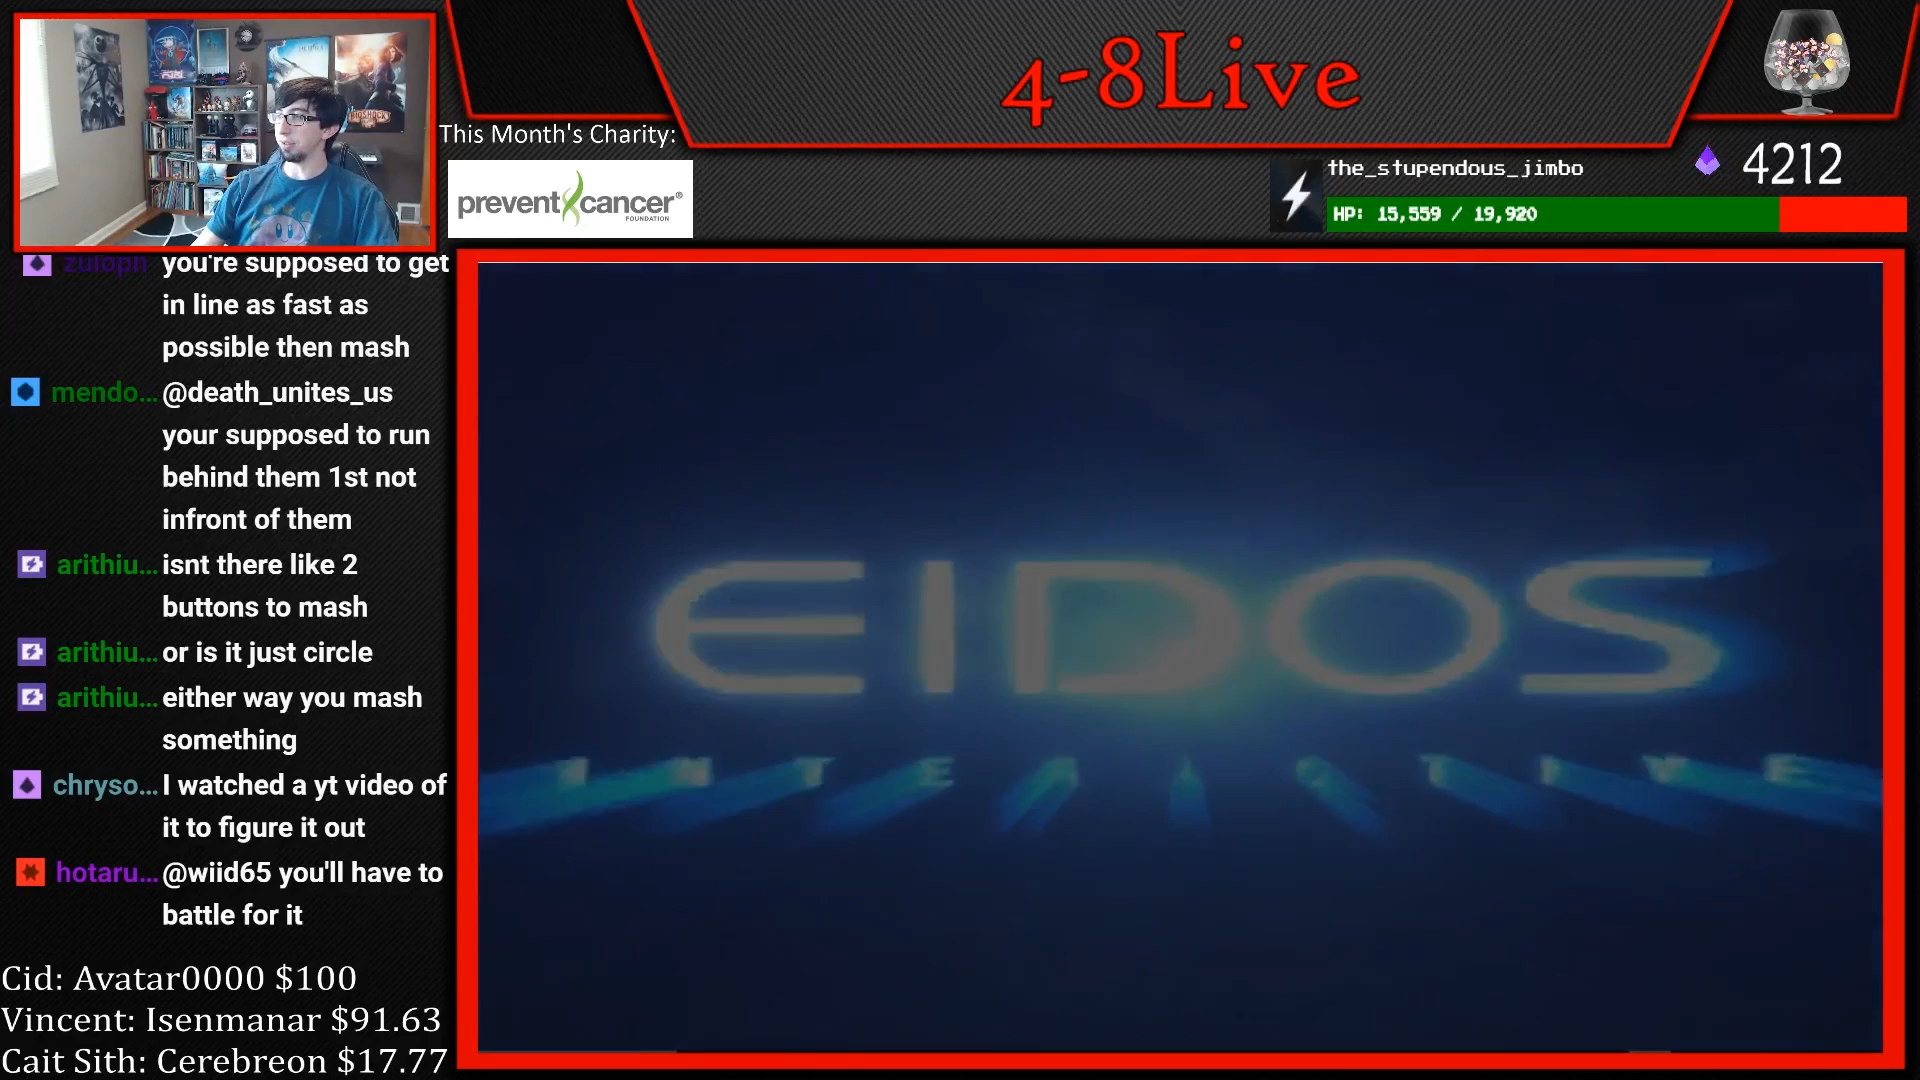 4-8Live
This Month's Charity:
prevent cancer®
FOUNDATION
the_stupendous_jimbo
4212
HP: 15,559 / 19,920
BIOSHOCK
zuloph you're supposed to get
in line as fast as
possible then mash
mendo... @death_unites_us
your supposed to run
behind them 1st not
infront of them
arithiu... isnt there like 2
buttons to mash
arithiu... or is it just circle
arithiu... either way you mash
something
chryso... I watched a yt video of
it to figure it out
hotaru... @wiid65 you'll have to
battle for it
EIDOS
INTERACTIVE
Cid: Avatar0000 $100
Vincent: Isenmanar $91.63
Cait Sith: Cerebreon $17.77